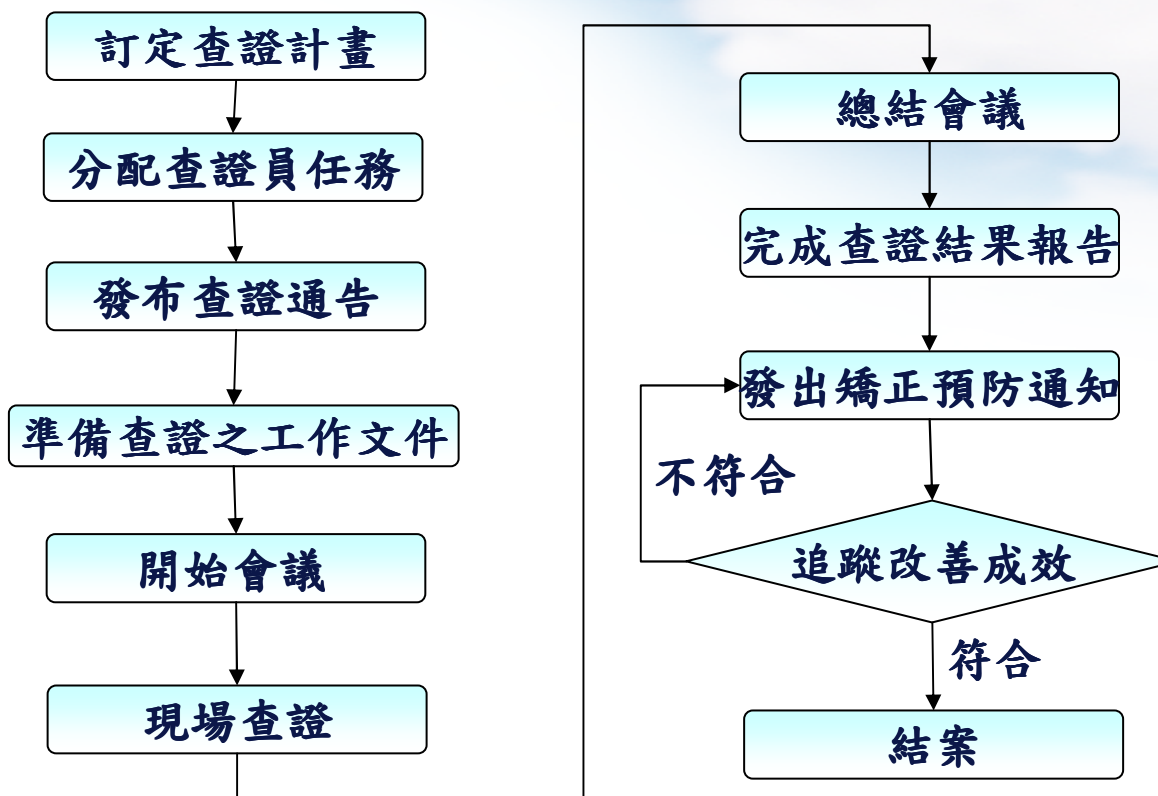 訂定查證計畫
分配查證員任務
發布查證通告
準備查證之工作文件
開始會議
現場查證
總結會議
完成查證結果報告
發出矯正預防通知
不符合
追蹤改善成效
符合
結案